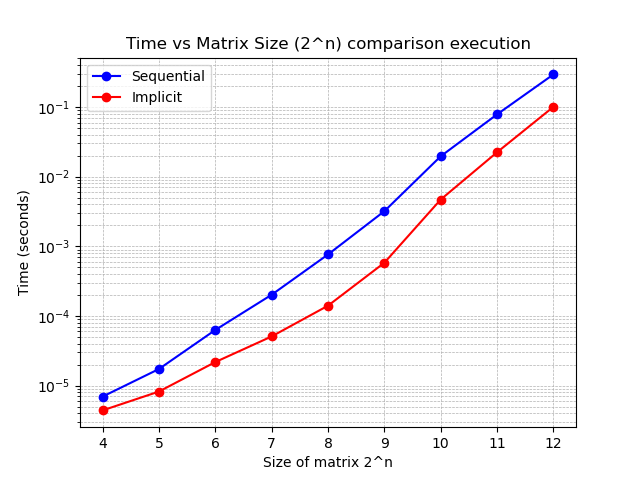 Time vs Matrix Size (2^n) comparison execution
Sequential
Implicit
10⁻¹
10⁻²
10⁻³
10⁻⁴
10⁻⁵
Time (seconds)
4 5 6 7 8 9 10 11 12
Size of matrix 2^n